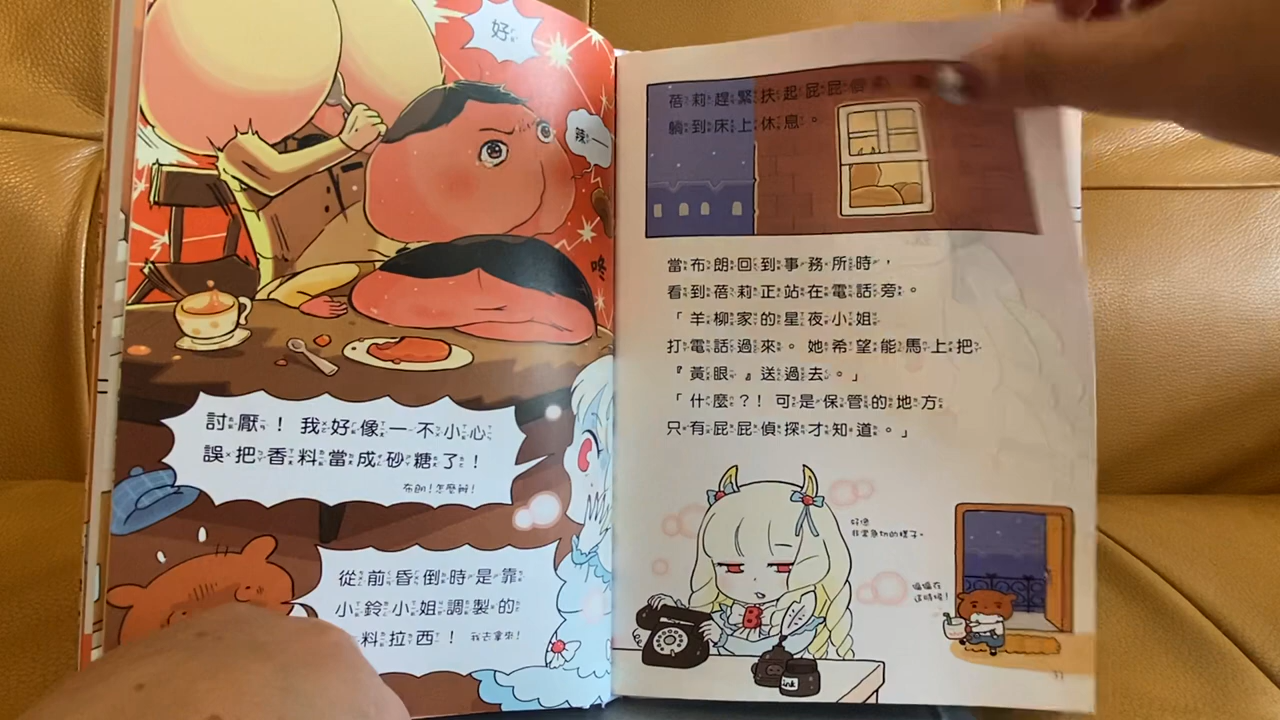 好
辣——
咚
討厭！我好像一不小心
誤把香料當成砂糖了！
布朗！怎麼辦！
從前昏倒時是靠
小鈴小姐調製的
料拉西！
我去拿來！
蓓莉趕緊扶起屁屁偵
躺到床上休息。
當布朗回到事務所時，
看到蓓莉正站在電話旁。
「羊柳家的星夜小姐
打電話過來。她希望能馬上把
『黃眼』送過去。」
「什麼？！可是保管的地方
只有屁屁偵探才知道。」
好像
非常急切的樣子。
偏偏在
這時候！
B
ink